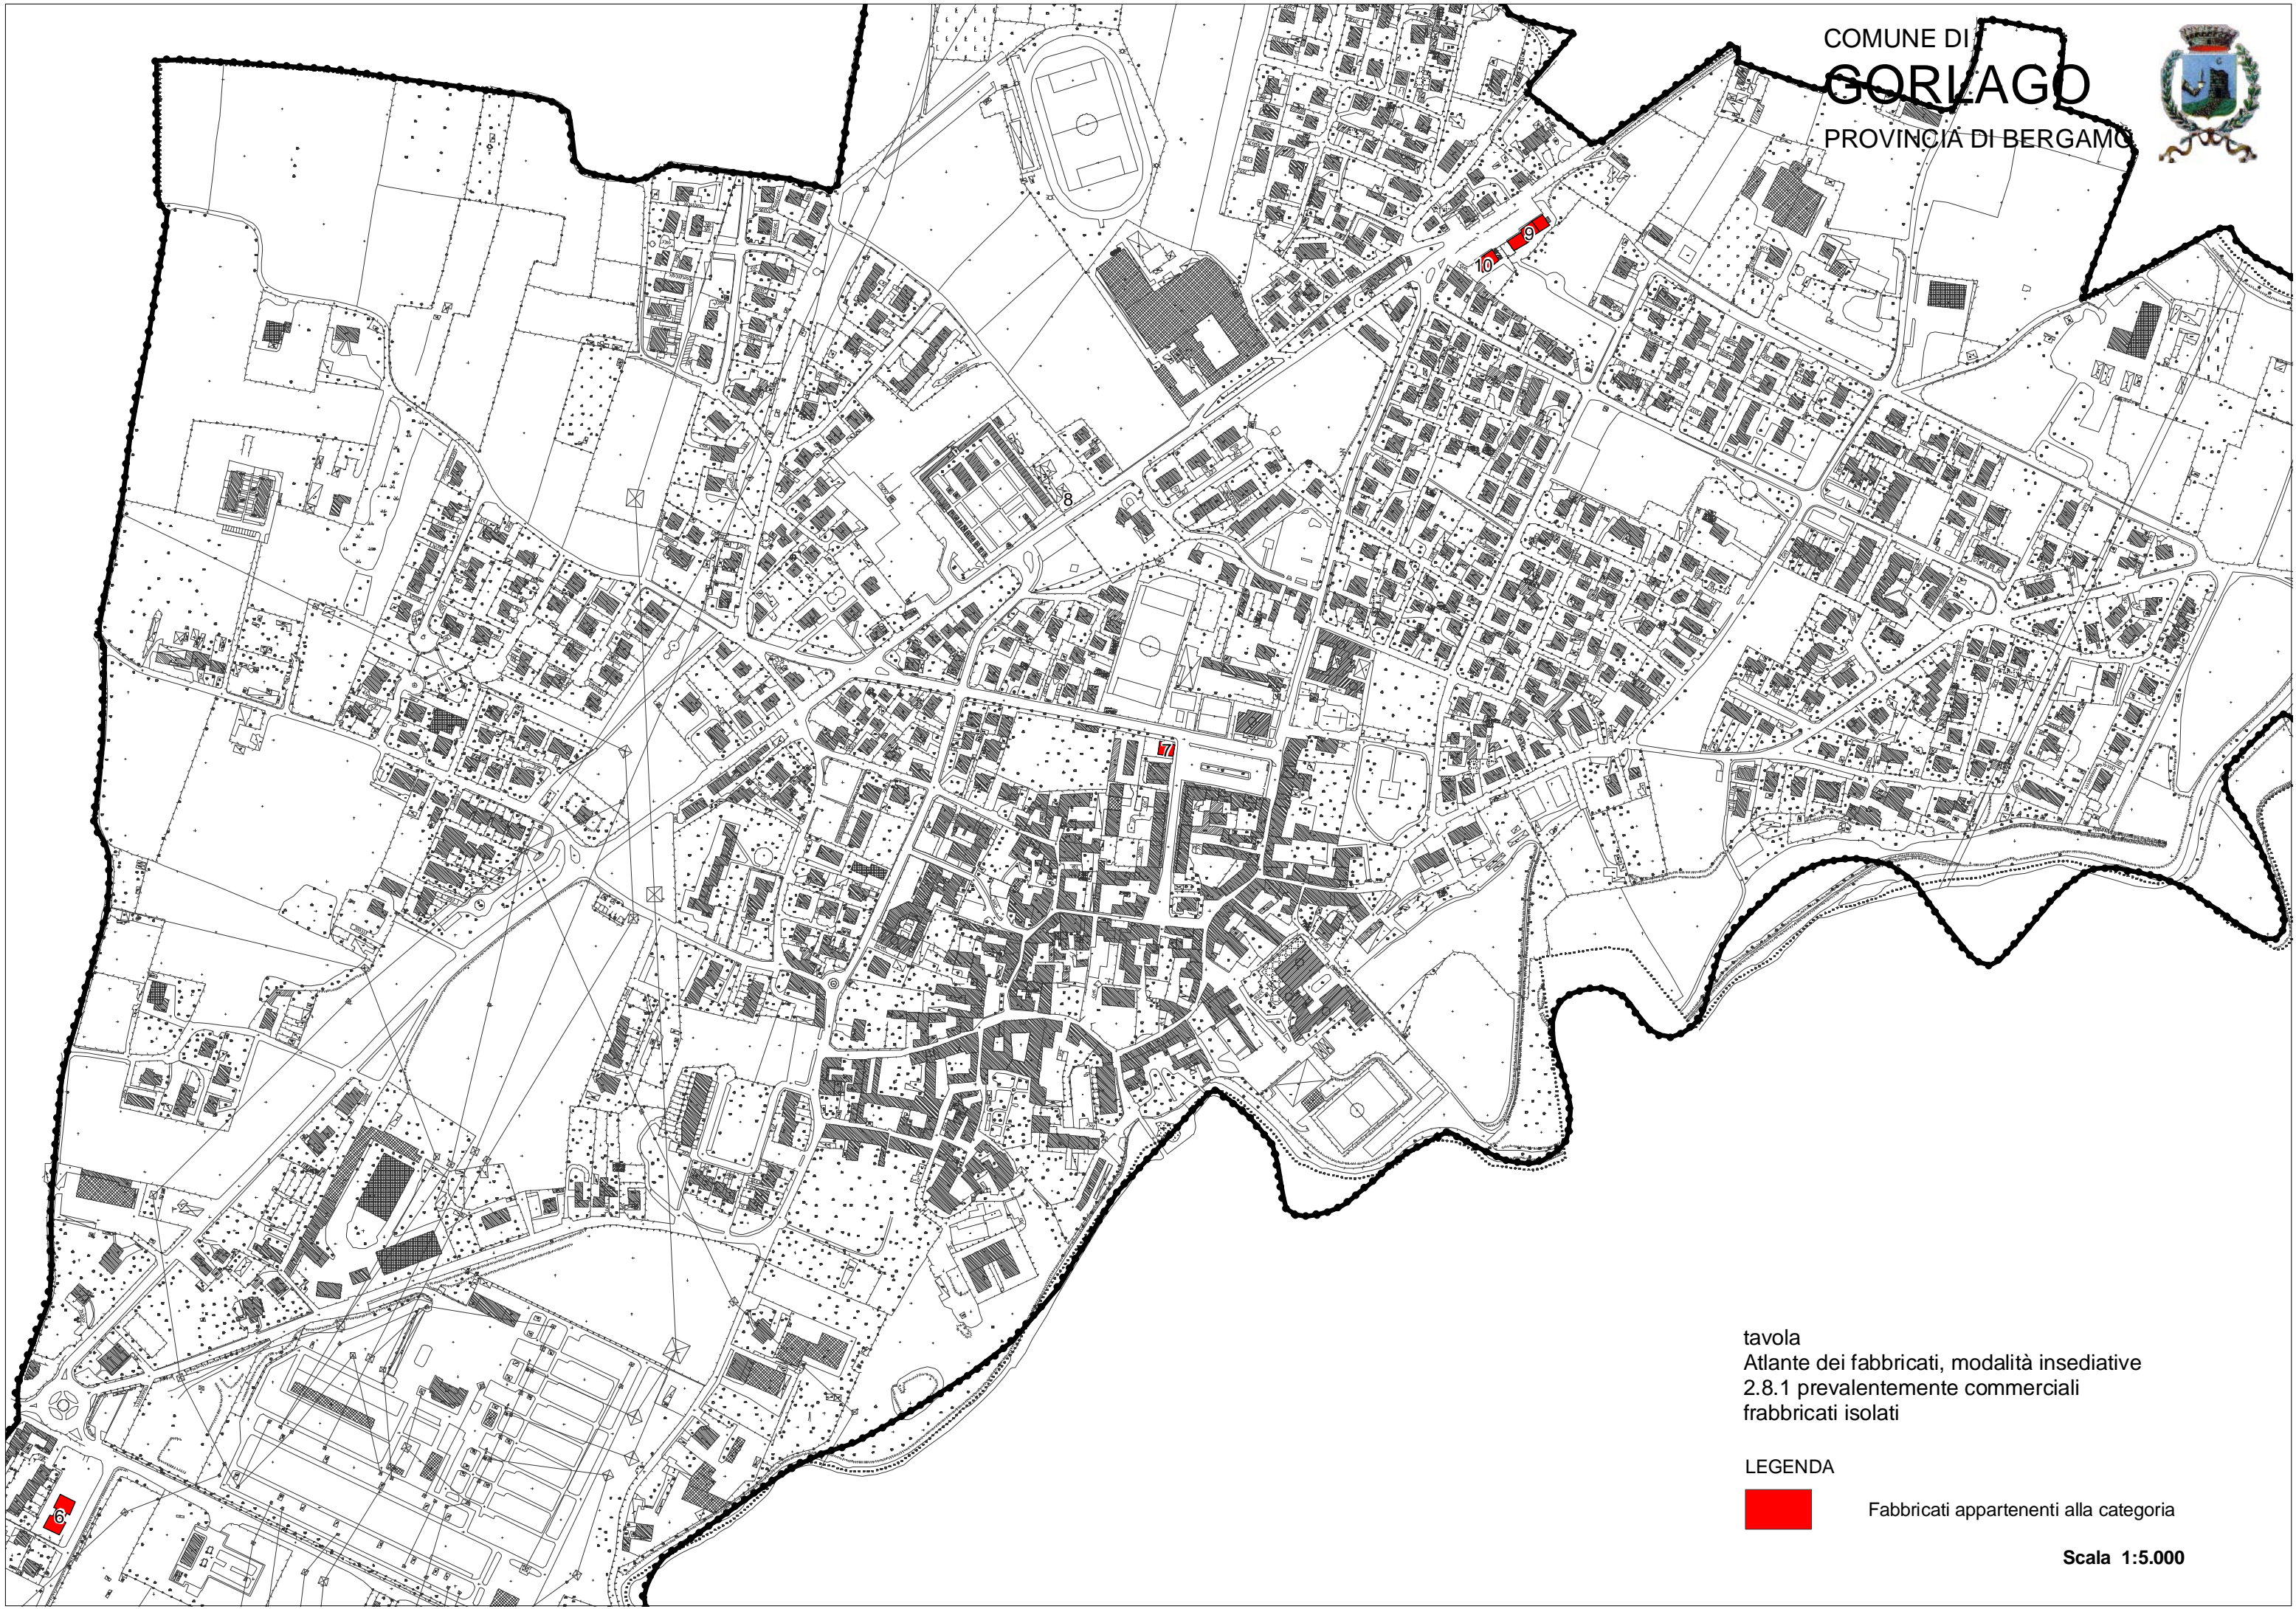 COMUNE DI
GORLAGO
PROVINCIA DI BERGAMO
9
10
8
7
6
tavola
Atlante dei fabbricati, modalità insediative
2.8.1 prevalentemente commerciali
frabbricati isolati
LEGENDA
Fabbricati appartenenti alla categoria
Scala 1:5.000